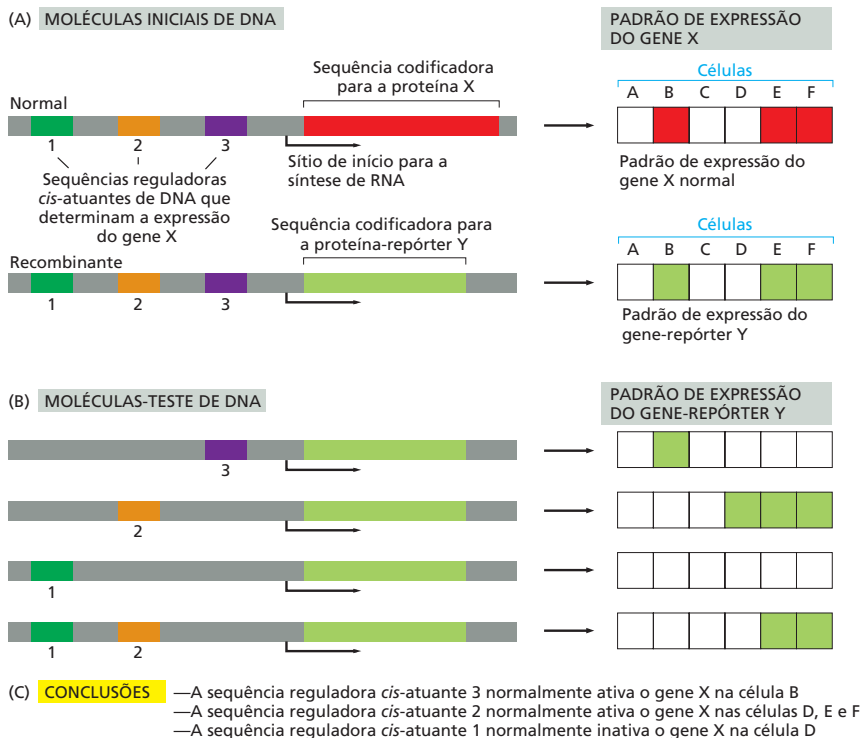 (A) MOLÉCULAS INICIAIS DE DNA
PADRÃO DE EXPRESSÃO
DO GENE X
Sequência codificadora
para a proteína X
Células
A B C D E F
Normal
1 2 3
Sítio de início para a
síntese de RNA
Sequências reguladoras
cis-atuantes de DNA que
determinam a expressão
do gene X
Padrão de expressão do
gene X normal
Sequência codificadora para
a proteína-repórter Y
Células
A B C D E F
Recombinante
1 2 3
Padrão de expressão do
gene-repórter Y
(B) MOLÉCULAS-TESTE DE DNA
PADRÃO DE EXPRESSÃO
DO GENE-REPÓRTER Y
3
2
1
1 2
(C) CONCLUSÕES —A sequência reguladora cis-atuante 3 normalmente ativa o gene X na célula B
—A sequência reguladora cis-atuante 2 normalmente ativa o gene X nas células D, E e F
—A sequência reguladora cis-atuante 1 normalmente inativa o gene X na célula D